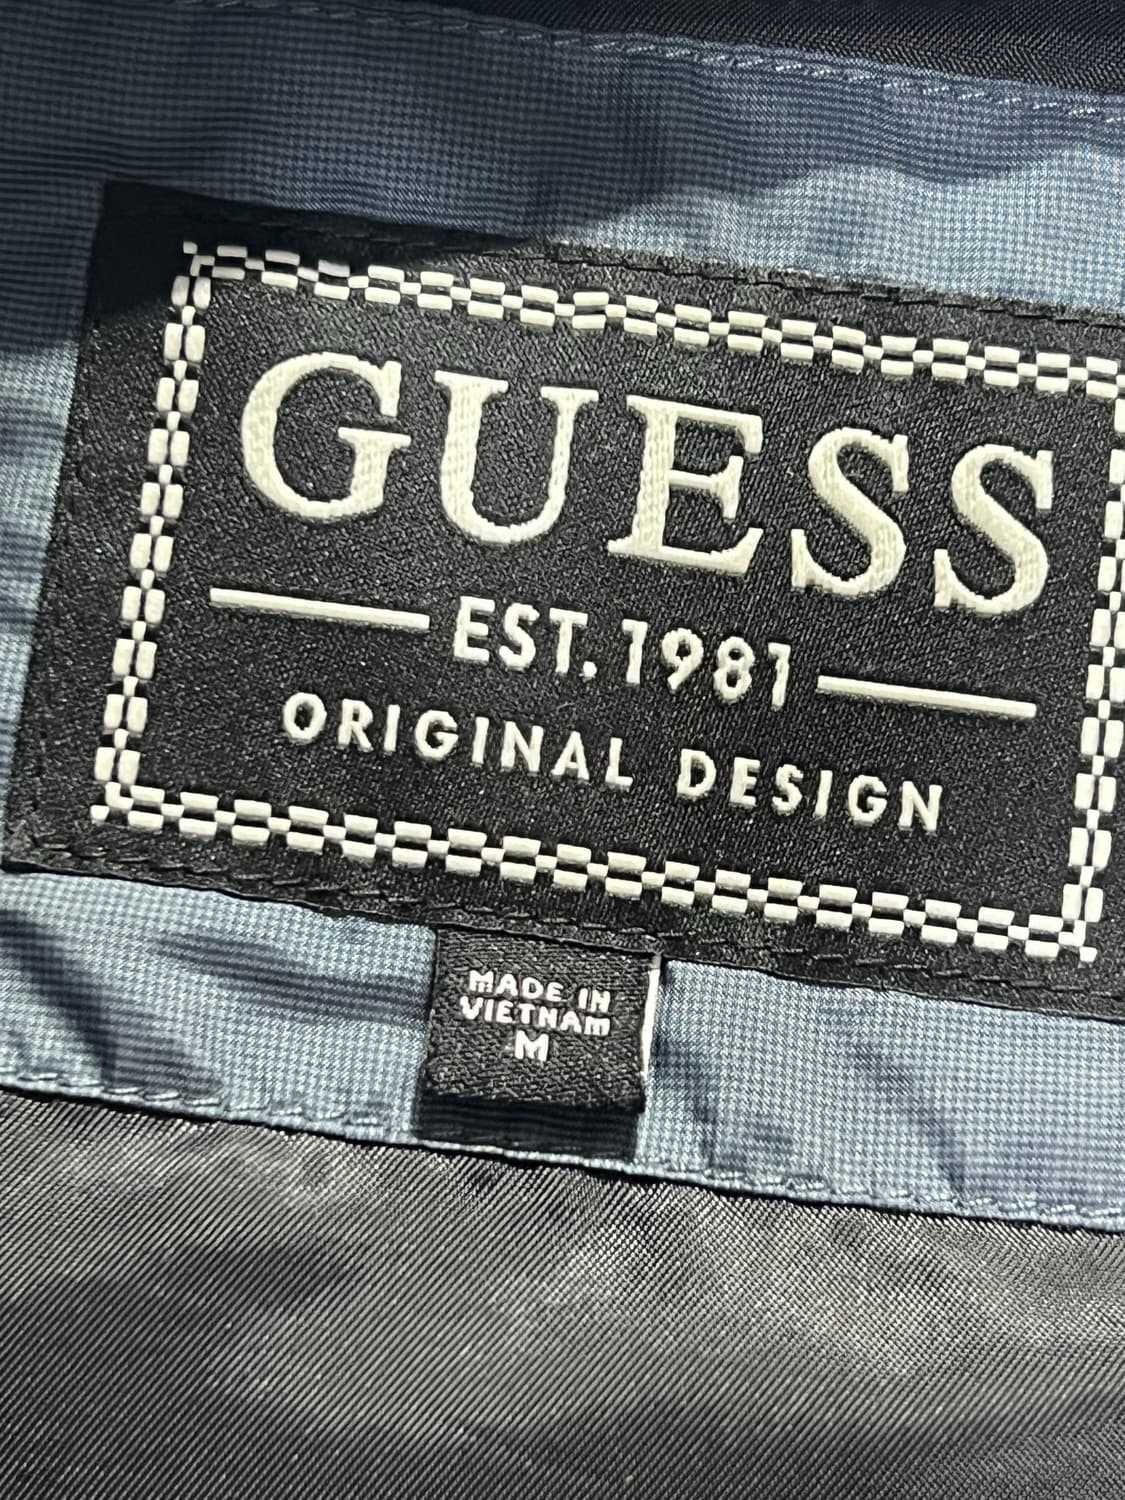 GUESS
EST. 1981
ORIGINAL DESIGN
MADE IN
VIETNAM
M